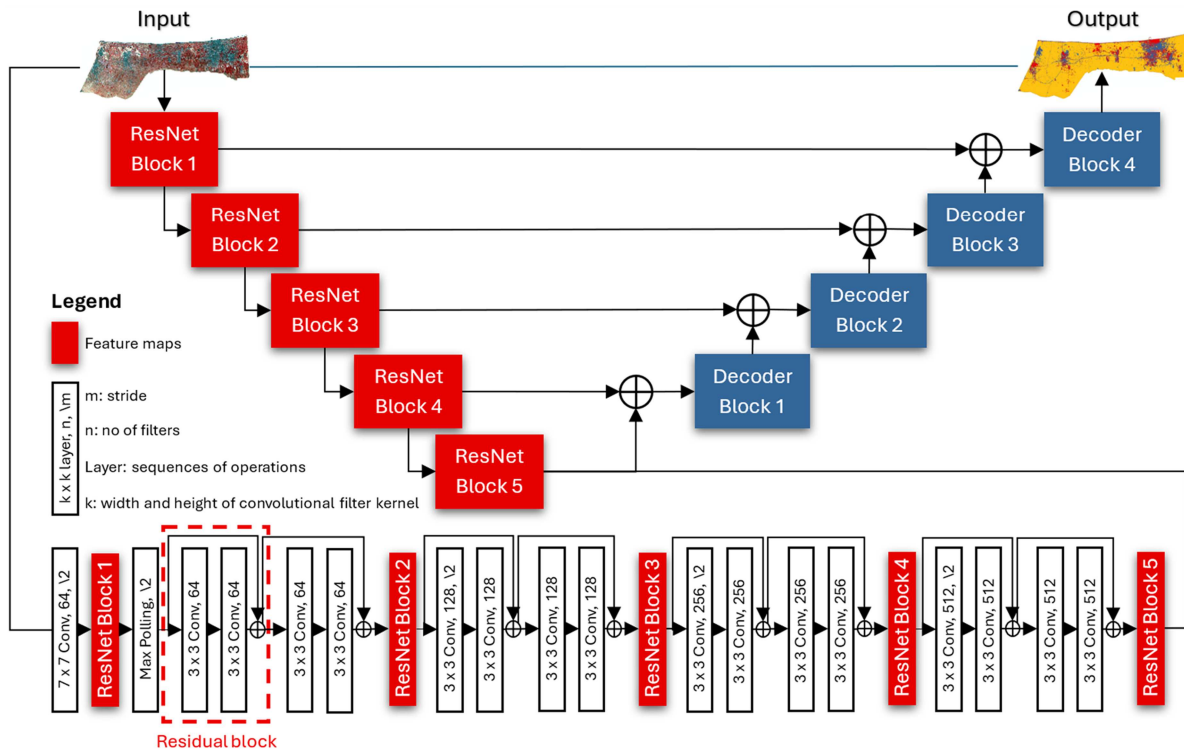 Input
Output
ResNet
Block 1
Decoder
Block 4
ResNet
Block 2
Decoder
Block 3
ResNet
Block 3
Decoder
Block 2
ResNet
Block 4
Decoder
Block 1
ResNet
Block 5
Legend
Feature maps
k x k layer, n, \m
m: stride
n: no of filters
Layer: sequences of operations
k: width and height of convolutional filter kernel
7 x 7 Conv, 64, \2
ResNet Block 1
Max Polling, \2
3 x 3 Conv, 64
3 x 3 Conv, 64
3 x 3 Conv, 64
3 x 3 Conv, 64
ResNet Block 2
3 x 3 Conv, 128, \2
3 x 3 Conv, 128
3 x 3 Conv, 128
3 x 3 Conv, 128
ResNet Block 3
3 x 3 Conv, 256, \2
3 x 3 Conv, 256
3 x 3 Conv, 256
3 x 3 Conv, 256
ResNet Block 4
3 x 3 Conv, 512, \2
3 x 3 Conv, 512
3 x 3 Conv, 512
3 x 3 Conv, 512
ResNet Block 5
Residual block